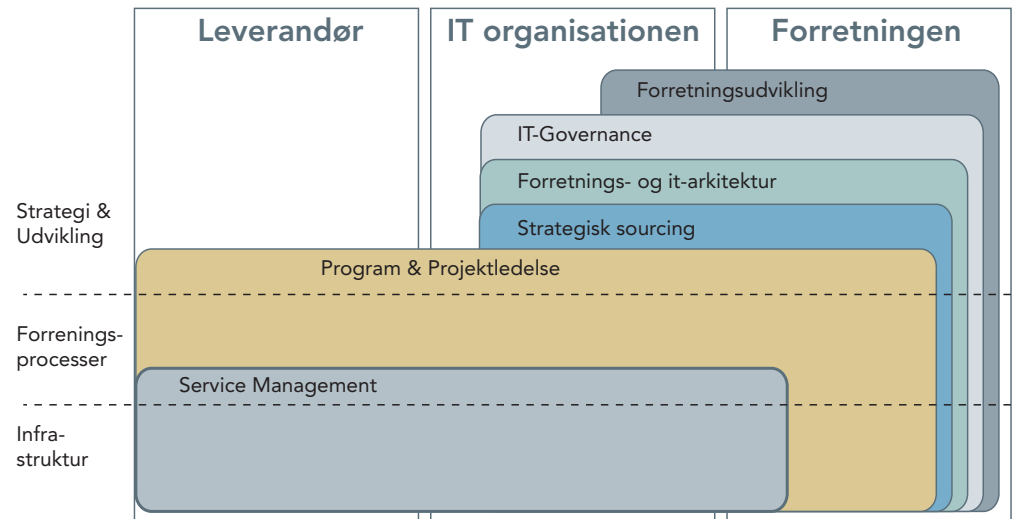 Leverandør
IT organisationen
Forretningen
Forretningsudvikling
IT-Governance
Forretnings- og it-arkitektur
Strategi &
Udvikling
Strategisk sourcing
Program & Projektledelse
Forrenings-
processer
Service Management
Infra-
struktur